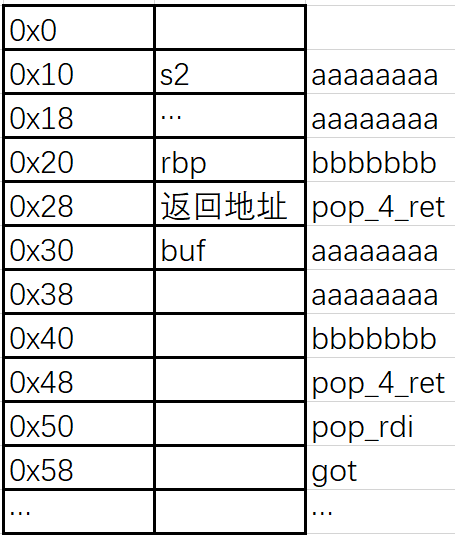 0x0
0x10 s2 aaaaaaaa
0x18 … aaaaaaaa
0x20 rbp bbbbbbb
0x28 返回地址 pop_4_ret
0x30 buf aaaaaaaa
0x38 aaaaaaaa
0x40 bbbbbbb
0x48 pop_4_ret
0x50 pop_rdi
0x58 got
… …